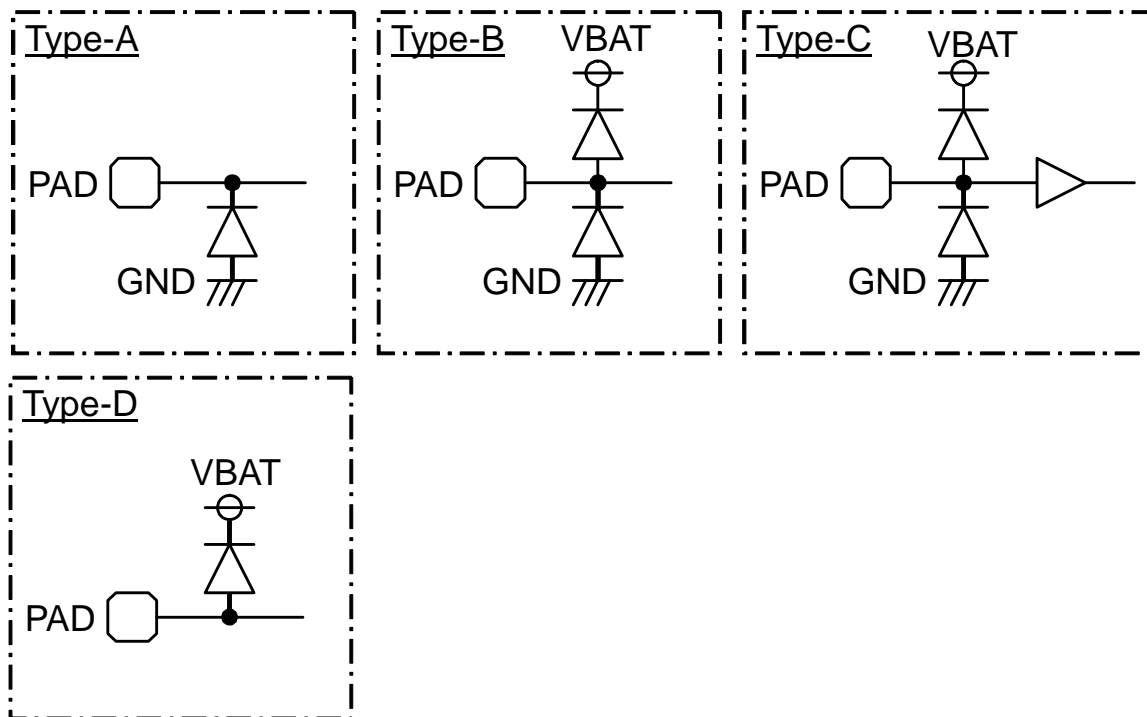 Type-A
PAD
GND
Type-B
VBAT
PAD
GND
Type-C
VBAT
PAD
GND
Type-D
VBAT
PAD